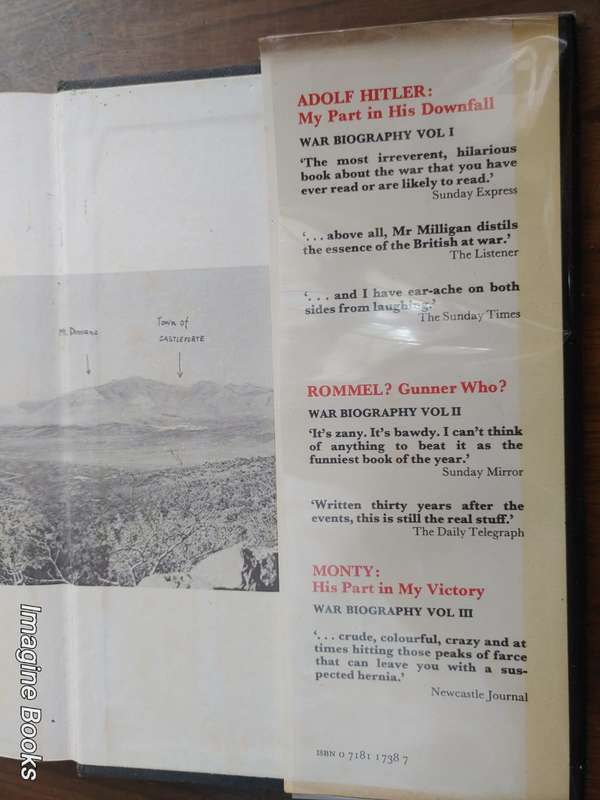 Mt. Dimiano
Town of
CASTLEFORTE
Imagine Books
ADOLF HITLER:
My Part in His Downfall
WAR BIOGRAPHY VOL I
'The most irreverent, hilarious
book about the war that you have
ever read or are likely to read.'
Sunday Express
'. . . above all, Mr Milligan distils
the essence of the British at war.'
The Listener
'. . . and I have ear-ache on both
sides from laughing.'
The Sunday Times
ROMMEL? Gunner Who?
WAR BIOGRAPHY VOL II
'It's zany. It's bawdy. I can't think
of anything to beat it as the
funniest book of the year.'
Sunday Mirror
'Written thirty years after the
events, this is still the real stuff.'
The Daily Telegraph
MONTY:
His Part in My Victory
WAR BIOGRAPHY VOL III
'. . . crude, colourful, crazy and at
times hitting those peaks of farce
that can leave you with a sus-
pected hernia.'
Newcastle Journal
ISBN 0 7181 1738 7